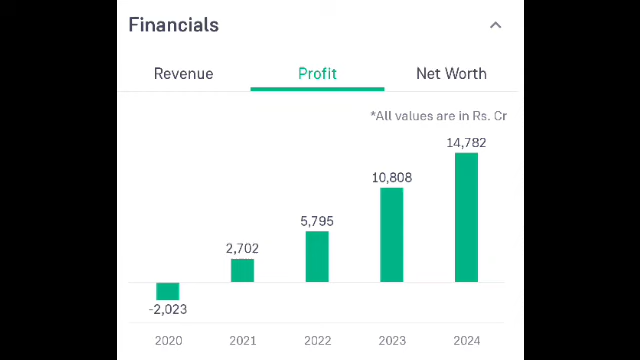 Financials
Revenue Profit Net Worth
*All values are in Rs. Cr
14,782
10,808
5,795
2,702
-2,023
2020 2021 2022 2023 2024